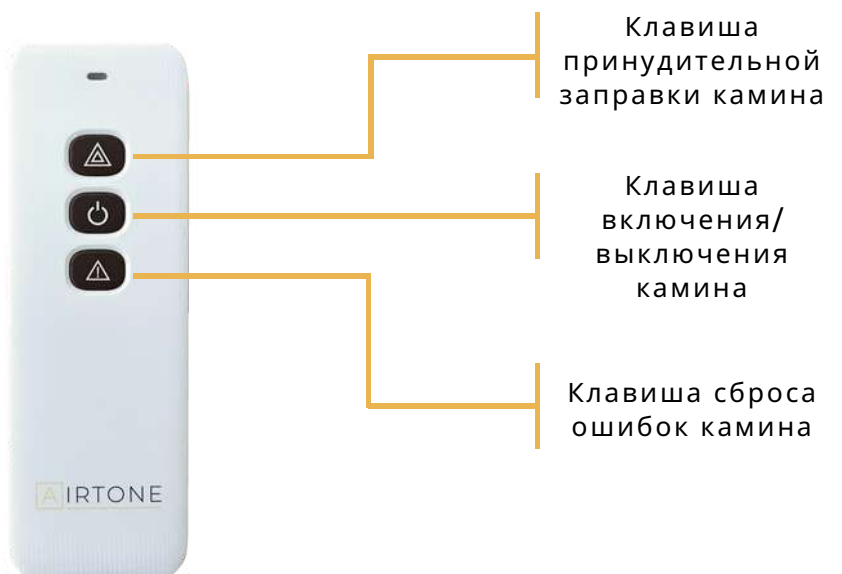 Клавиша
принудительной
заправки камина
Клавиша
включения/
выключения
камина
Клавиша сброса
ошибок камина
AIRTONE